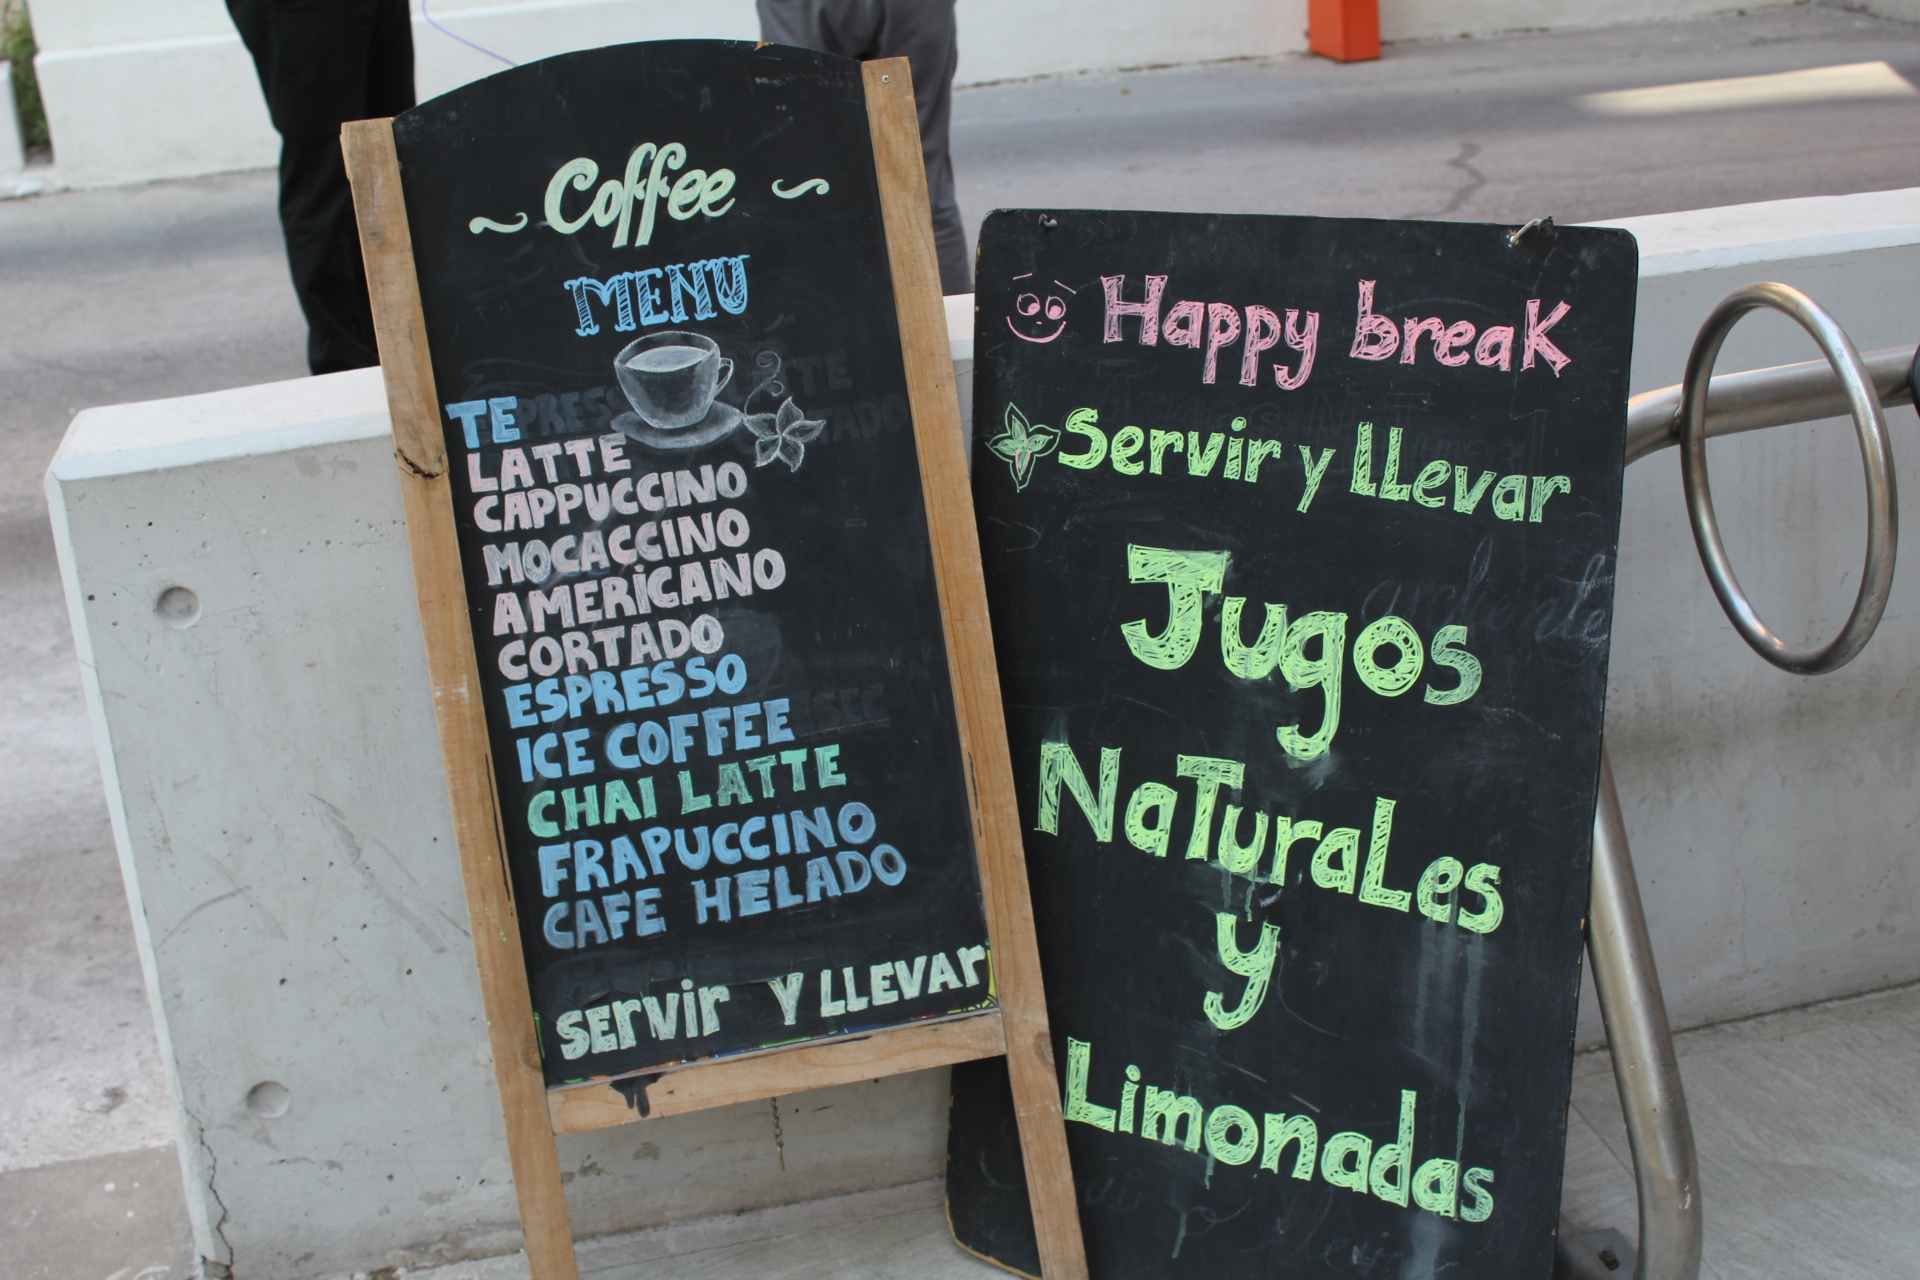 Coffee
MENU
TE
LATTE
CAPPUCCINO
MOCACCINO
AMERICANO
CORTADO
ESPRESSO
ICE COFFEE
CHAI LATTE
FRAPUCCINO
CAFE HELADO
SERVIR Y LLEVAR
Happy break
Servir y LLevar
Jugos
NaTuraLes
y
Limonadas